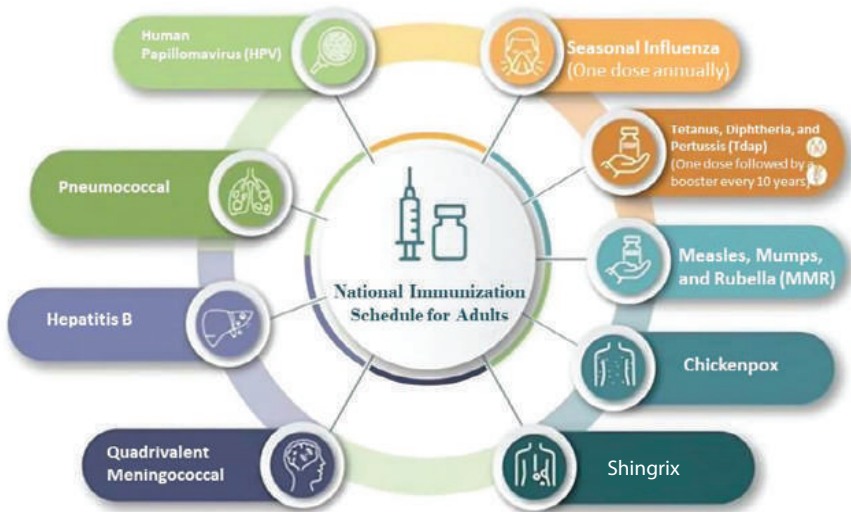 Human
Papillomavirus (HPV)
Seasonal Influenza
(One dose annually)
Tetanus, Diphtheria, and
Pertussis (Tdap)
(One dose followed by a
booster every 10 years)
Pneumococcal
Measles, Mumps,
and Rubella (MMR)
National Immunization
Schedule for Adults
Hepatitis B
Chickenpox
Quadrivalent
Meningococcal
Shingrix